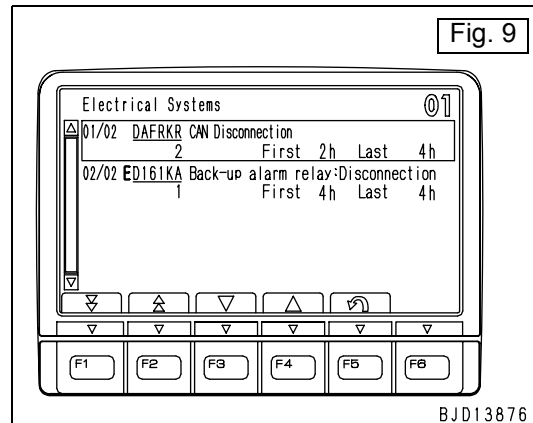 Fig. 9
Electrical Systems 01
01/02 DAFRKR CAN Disconnection
2 First 2h Last 4h
02/02 ED161KA Back-up alarm relay:Disconnection
1 First 4h Last 4h
F1 F2 F3 F4 F5 F6
BJD13876